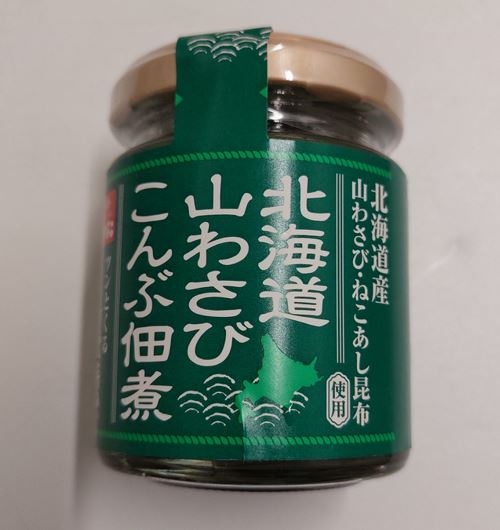 北海道産
山わさび・ねこあし昆布
使用
北海道
山わさび
こんぶ佃煮